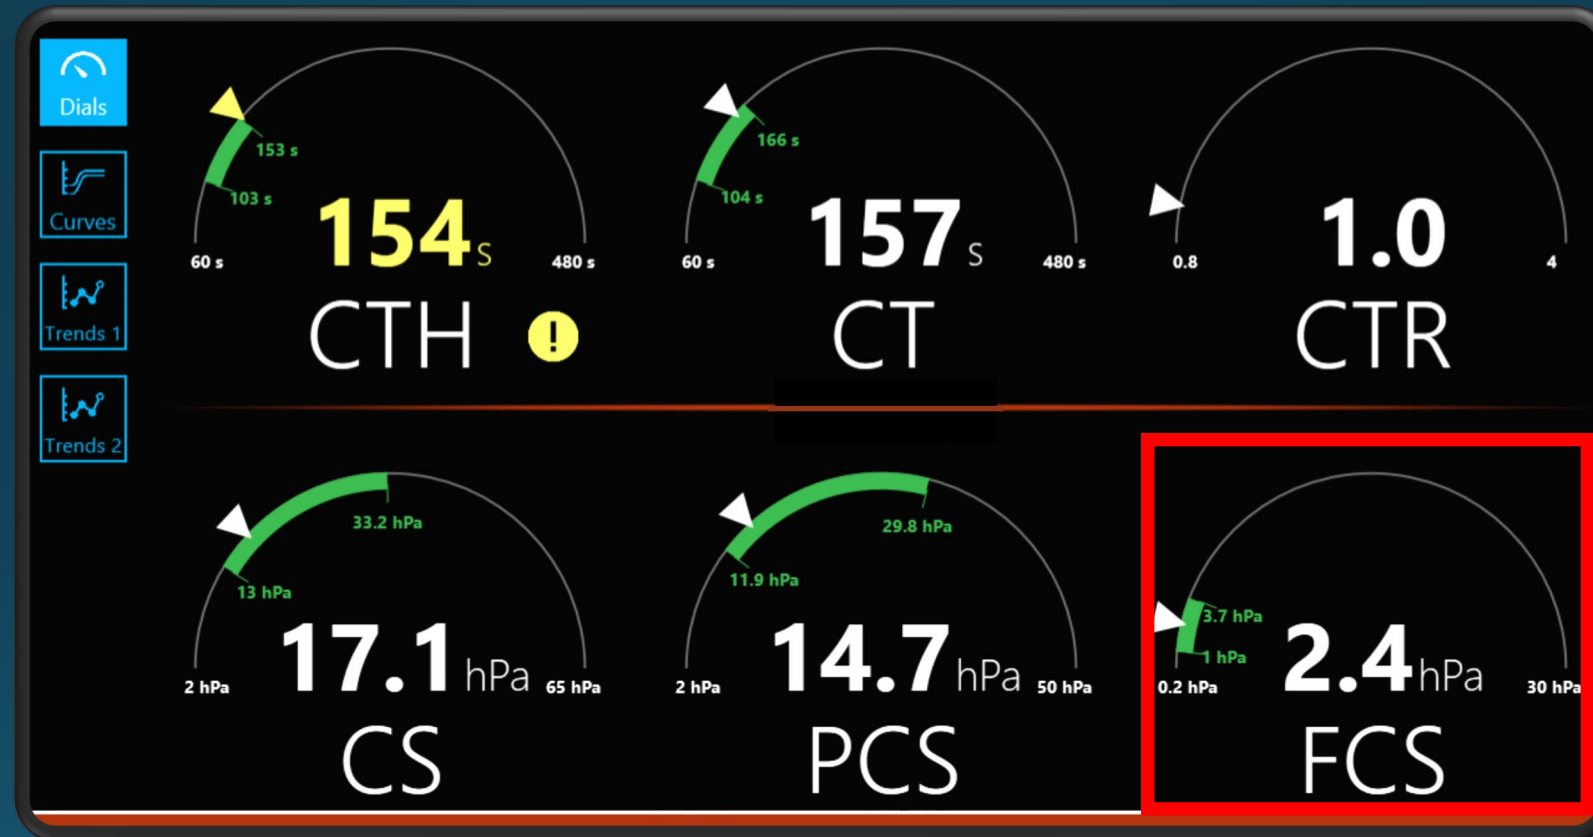 Dials
Curves
Trends 1
Trends 2
153 s
103 s
154 s
60 s
480 s
CTH
!
166 s
104 s
157 s
60 s
480 s
CT
1.0
0.8
4
CTR
33.2 hPa
13 hPa
17.1 hPa
2 hPa
65 hPa
CS
29.8 hPa
11.9 hPa
14.7 hPa
2 hPa
50 hPa
PCS
3.7 hPa
1 hPa
2.4 hPa
0.2 hPa
30 hPa
FCS